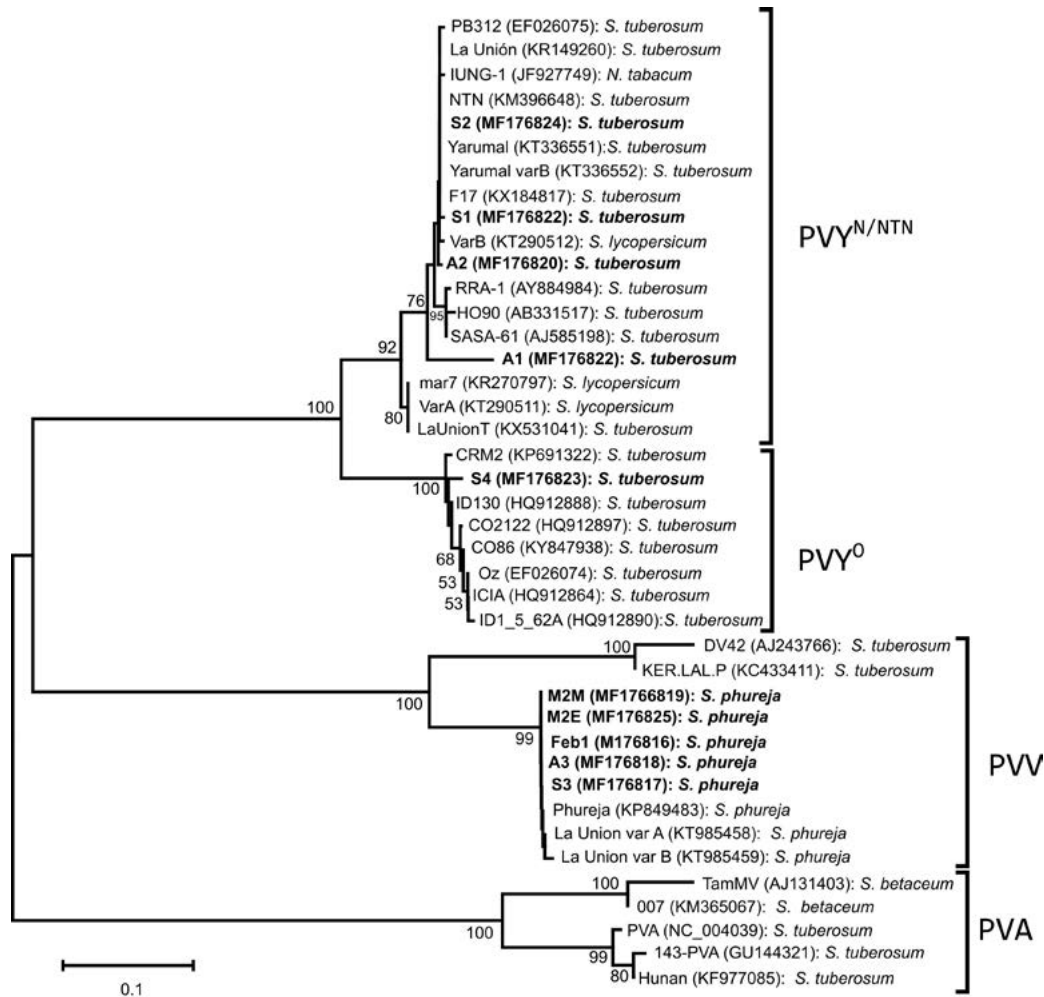 PB312 (EF026075): S. tuberosum
La Unión (KR149260): S. tuberosum
IUNG-1 (JF927749): N. tabacum
NTN (KM396648): S. tuberosum
S2 (MF176824): S. tuberosum
Yarumal (KT336551):S. tuberosum
Yarumal varB (KT336552): S. tuberosum
F17 (KX184817): S. tuberosum
S1 (MF176822): S. tuberosum
VarB (KT290512): S. lycopersicum
A2 (MF176820): S. tuberosum
RRA-1 (AY884984): S. tuberosum
HO90 (AB331517): S. tuberosum
SASA-61 (AJ585198): S. tuberosum
A1 (MF176822): S. tuberosum
mar7 (KR270797): S. lycopersicum
VarA (KT290511): S. lycopersicum
LaUnionT (KX531041): S. tuberosum
PVY^N/NTN
76
95
92
80
100
CRM2 (KP691322): S. tuberosum
S4 (MF176823): S. tuberosum
ID130 (HQ912888): S. tuberosum
CO2122 (HQ912897): S. tuberosum
CO86 (KY847938): S. tuberosum
Oz (EF026074): S. tuberosum
ICIA (HQ912864): S. tuberosum
ID1_5_62A (HQ912890):S. tuberosum
PVY^O
100
68
53
53
DV42 (AJ243766): S. tuberosum
KER.LAL.P (KC433411): S. tuberosum
M2M (MF1766819): S. phureja
M2E (MF176825): S. phureja
Feb1 (M176816): S. phureja
A3 (MF176818): S. phureja
S3 (MF176817): S. phureja
Phureja (KP849483): S. phureja
La Union var A (KT985458): S. phureja
La Union var B (KT985459): S. phureja
PVV
100
100
99
TamMV (AJ131403): S. betaceum
007 (KM365067): S. betaceum
PVA (NC_004039): S. tuberosum
143-PVA (GU144321): S. tuberosum
Hunan (KF977085): S. tuberosum
PVA
100
100
99
80
0.1